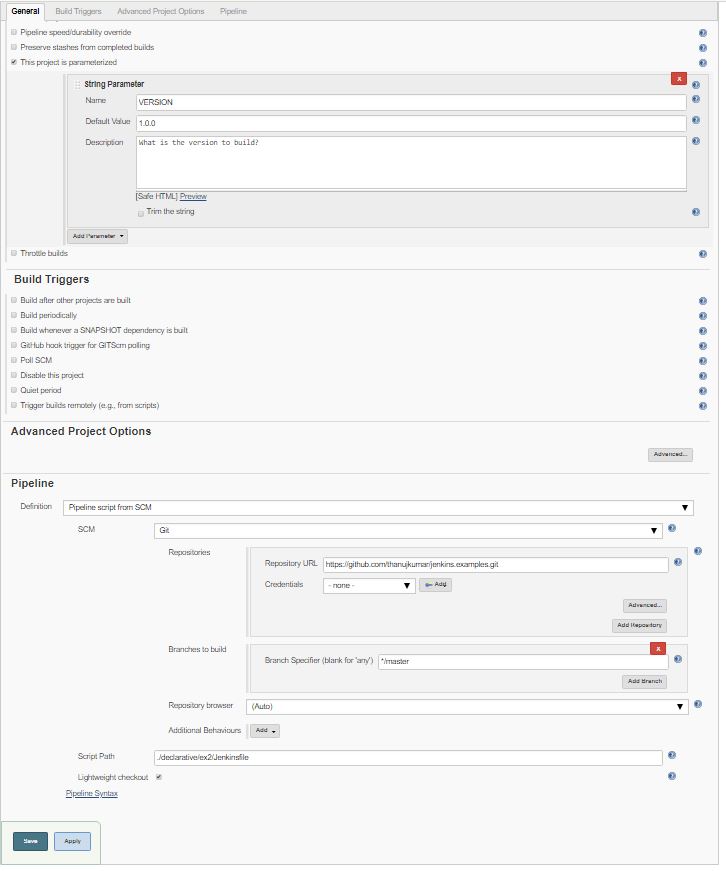 General Build Triggers Advanced Project Options Pipeline
Pipeline speed/durability override
Preserve stashes from completed builds
This project is parameterized
String Parameter X
Name VERSION
Default Value 1.0.0
Description What is the version to build?
[Safe HTML] Preview
Trim the string
Add Parameter
Throttle builds
Build Triggers
Build after other projects are built
Build periodically
Build whenever a SNAPSHOT dependency is built
GitHub hook trigger for GITScm polling
Poll SCM
Disable this project
Quiet period
Trigger builds remotely (e.g., from scripts)
Advanced Project Options
Advanced...
Pipeline
Definition Pipeline script from SCM
SCM Git
Repositories
Repository URL https://github.com/thanujkumar/jenkins.examples.git
Credentials - none - Add
Advanced...
Add Repository
Branches to build X
Branch Specifier (blank for 'any') */master
Add Branch
Repository browser (Auto)
Additional Behaviours Add
Script Path ./declarative/ex2/Jenkinsfile
Lightweight checkout
Pipeline Syntax
Save Apply